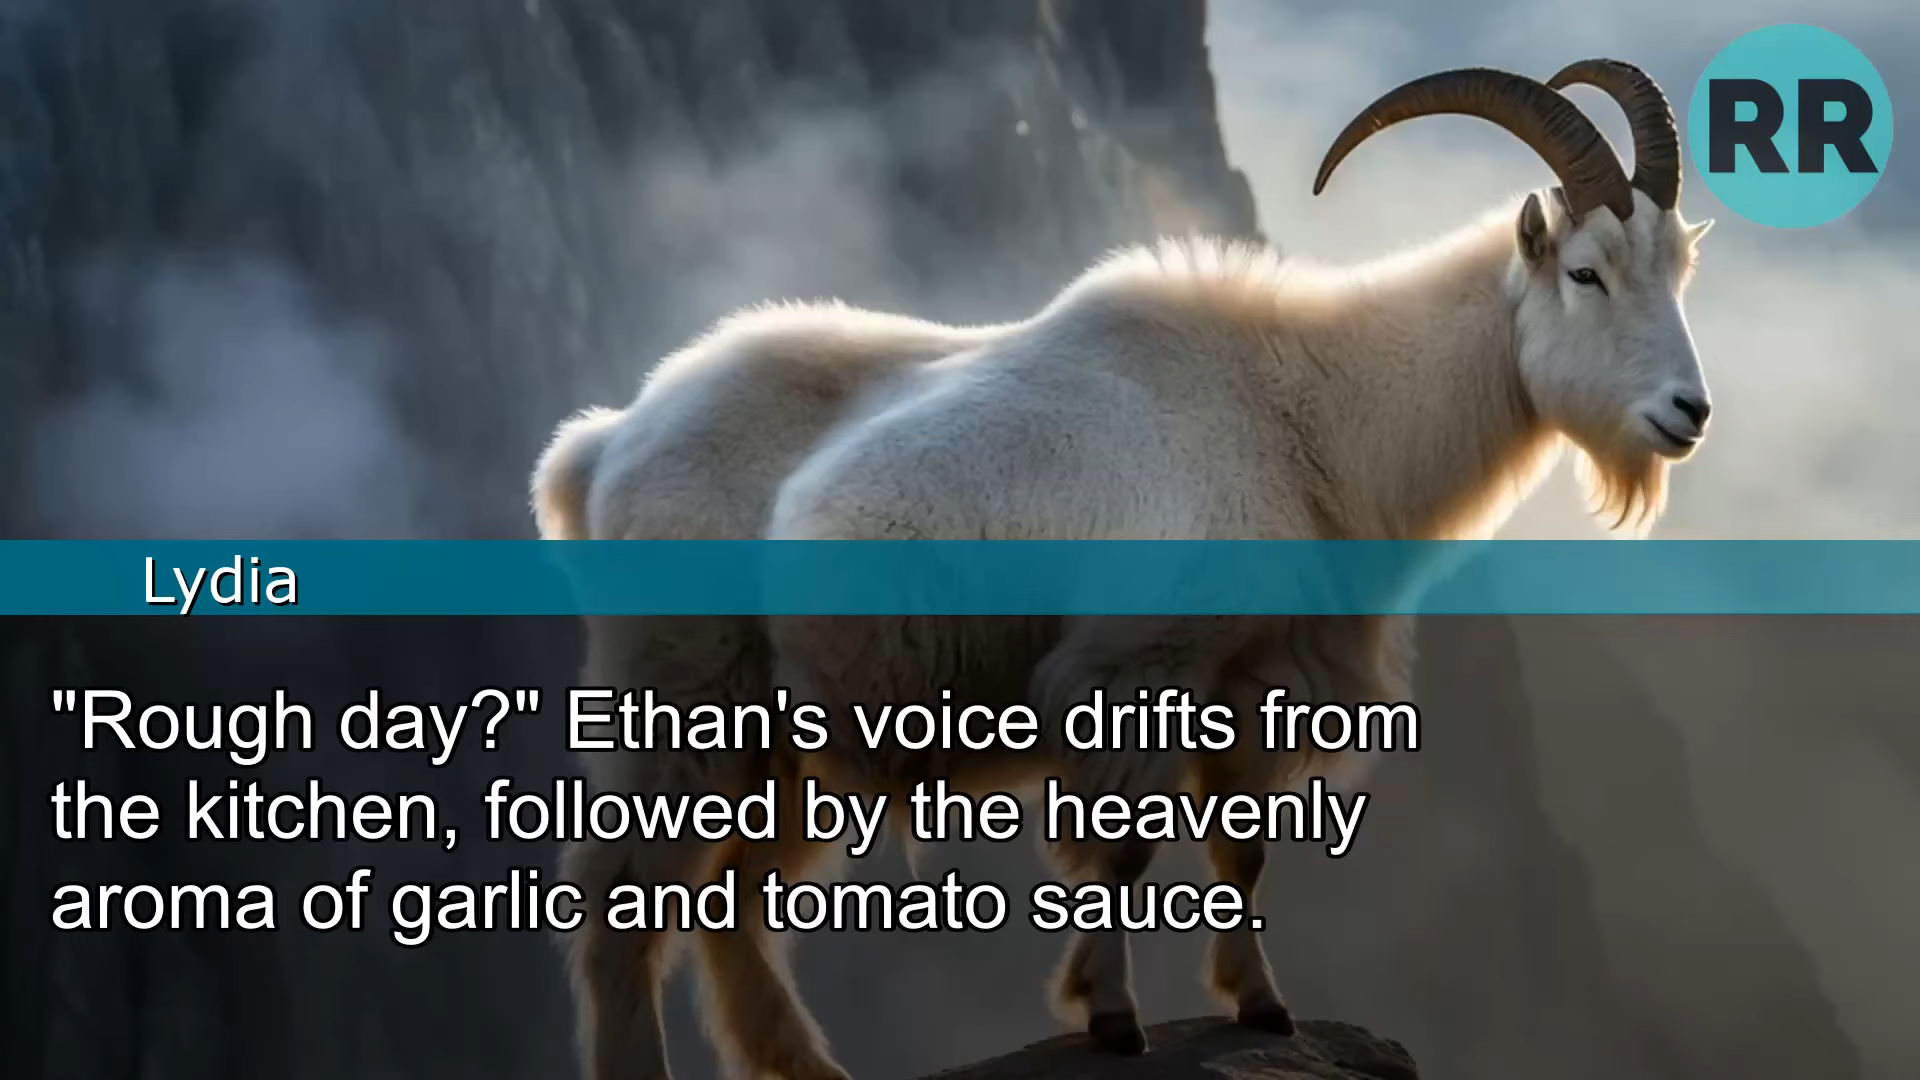 RR
Lydia
"Rough day?" Ethan's voice drifts from
the kitchen, followed by the heavenly
aroma of garlic and tomato sauce.